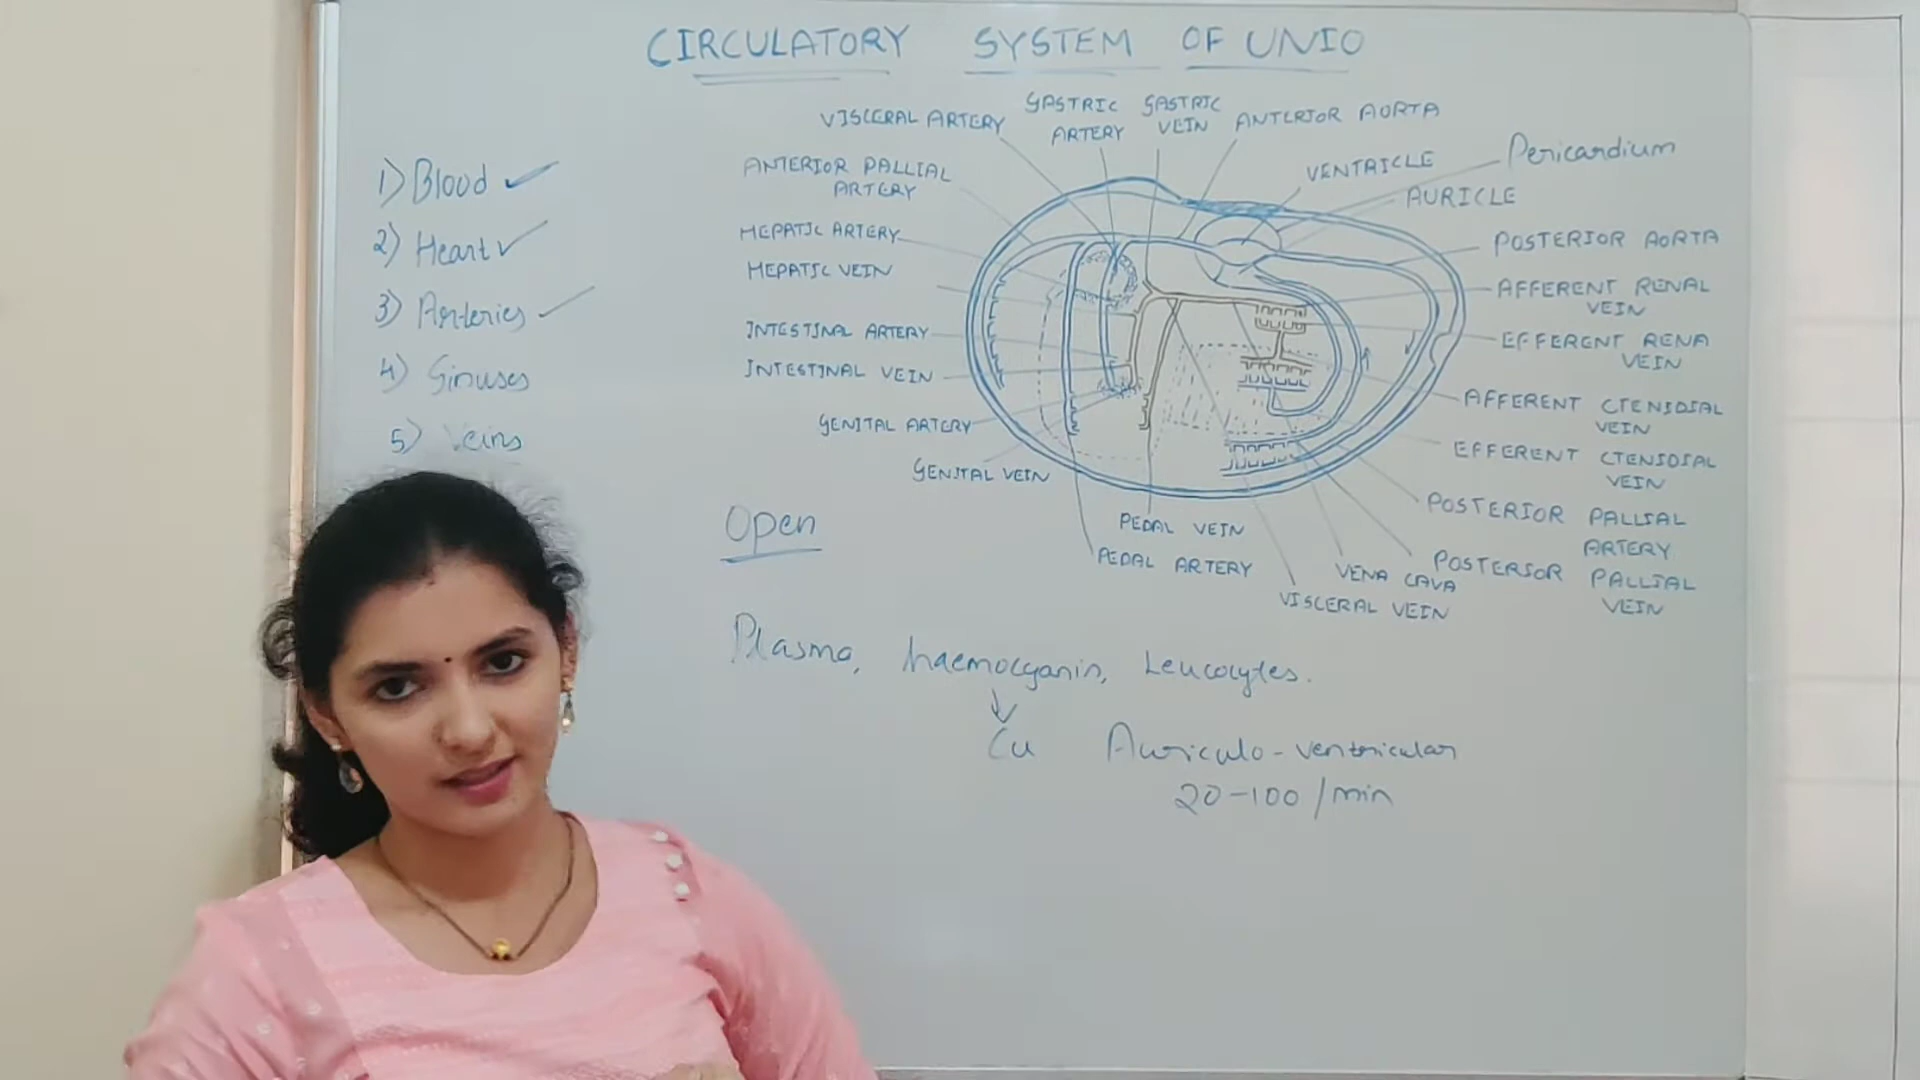 CIRCULATORY SYSTEM OF UNIO
1) Blood ✓
2) Heart ✓
3) Arteries ✓
4) Sinuses
5) Veins
VISCERAL ARTERY
GASTRIC
ARTERY
GASTRIC
VEIN
ANTERIOR AORTA
VENTRICLE
Pericardium
AURICLE
ANTERIOR PALLIAL
ARTERY
HEPATIC ARTERY
HEPATIC VEIN
INTESTINAL ARTERY
INTESTINAL VEIN
GENITAL ARTERY
GENITAL VEIN
POSTERIOR AORTA
AFFERENT RENAL
VEIN
EFFERENT RENA
VEIN
AFFERENT CTENIDIAL
VEIN
EFFERENT CTENIDIAL
VEIN
POSTERIOR PALLIAL
ARTERY
POSTERIOR PALLIAL
VEIN
PEDAL VEIN
PEDAL ARTERY
VENA CAVA
VISCERAL VEIN
Open
Plasma, haemocyanin, Leucocytes.
↓
Cu
Auriculo-ventricular
20-100/min